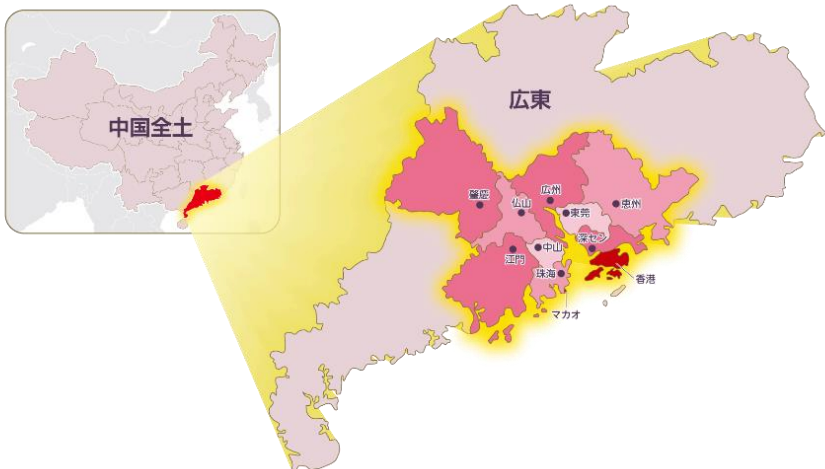 中国全土
広東
肇慶
仏山
広州
東莞
恵州
深セン
中山
江門
珠海
香港
マカオ